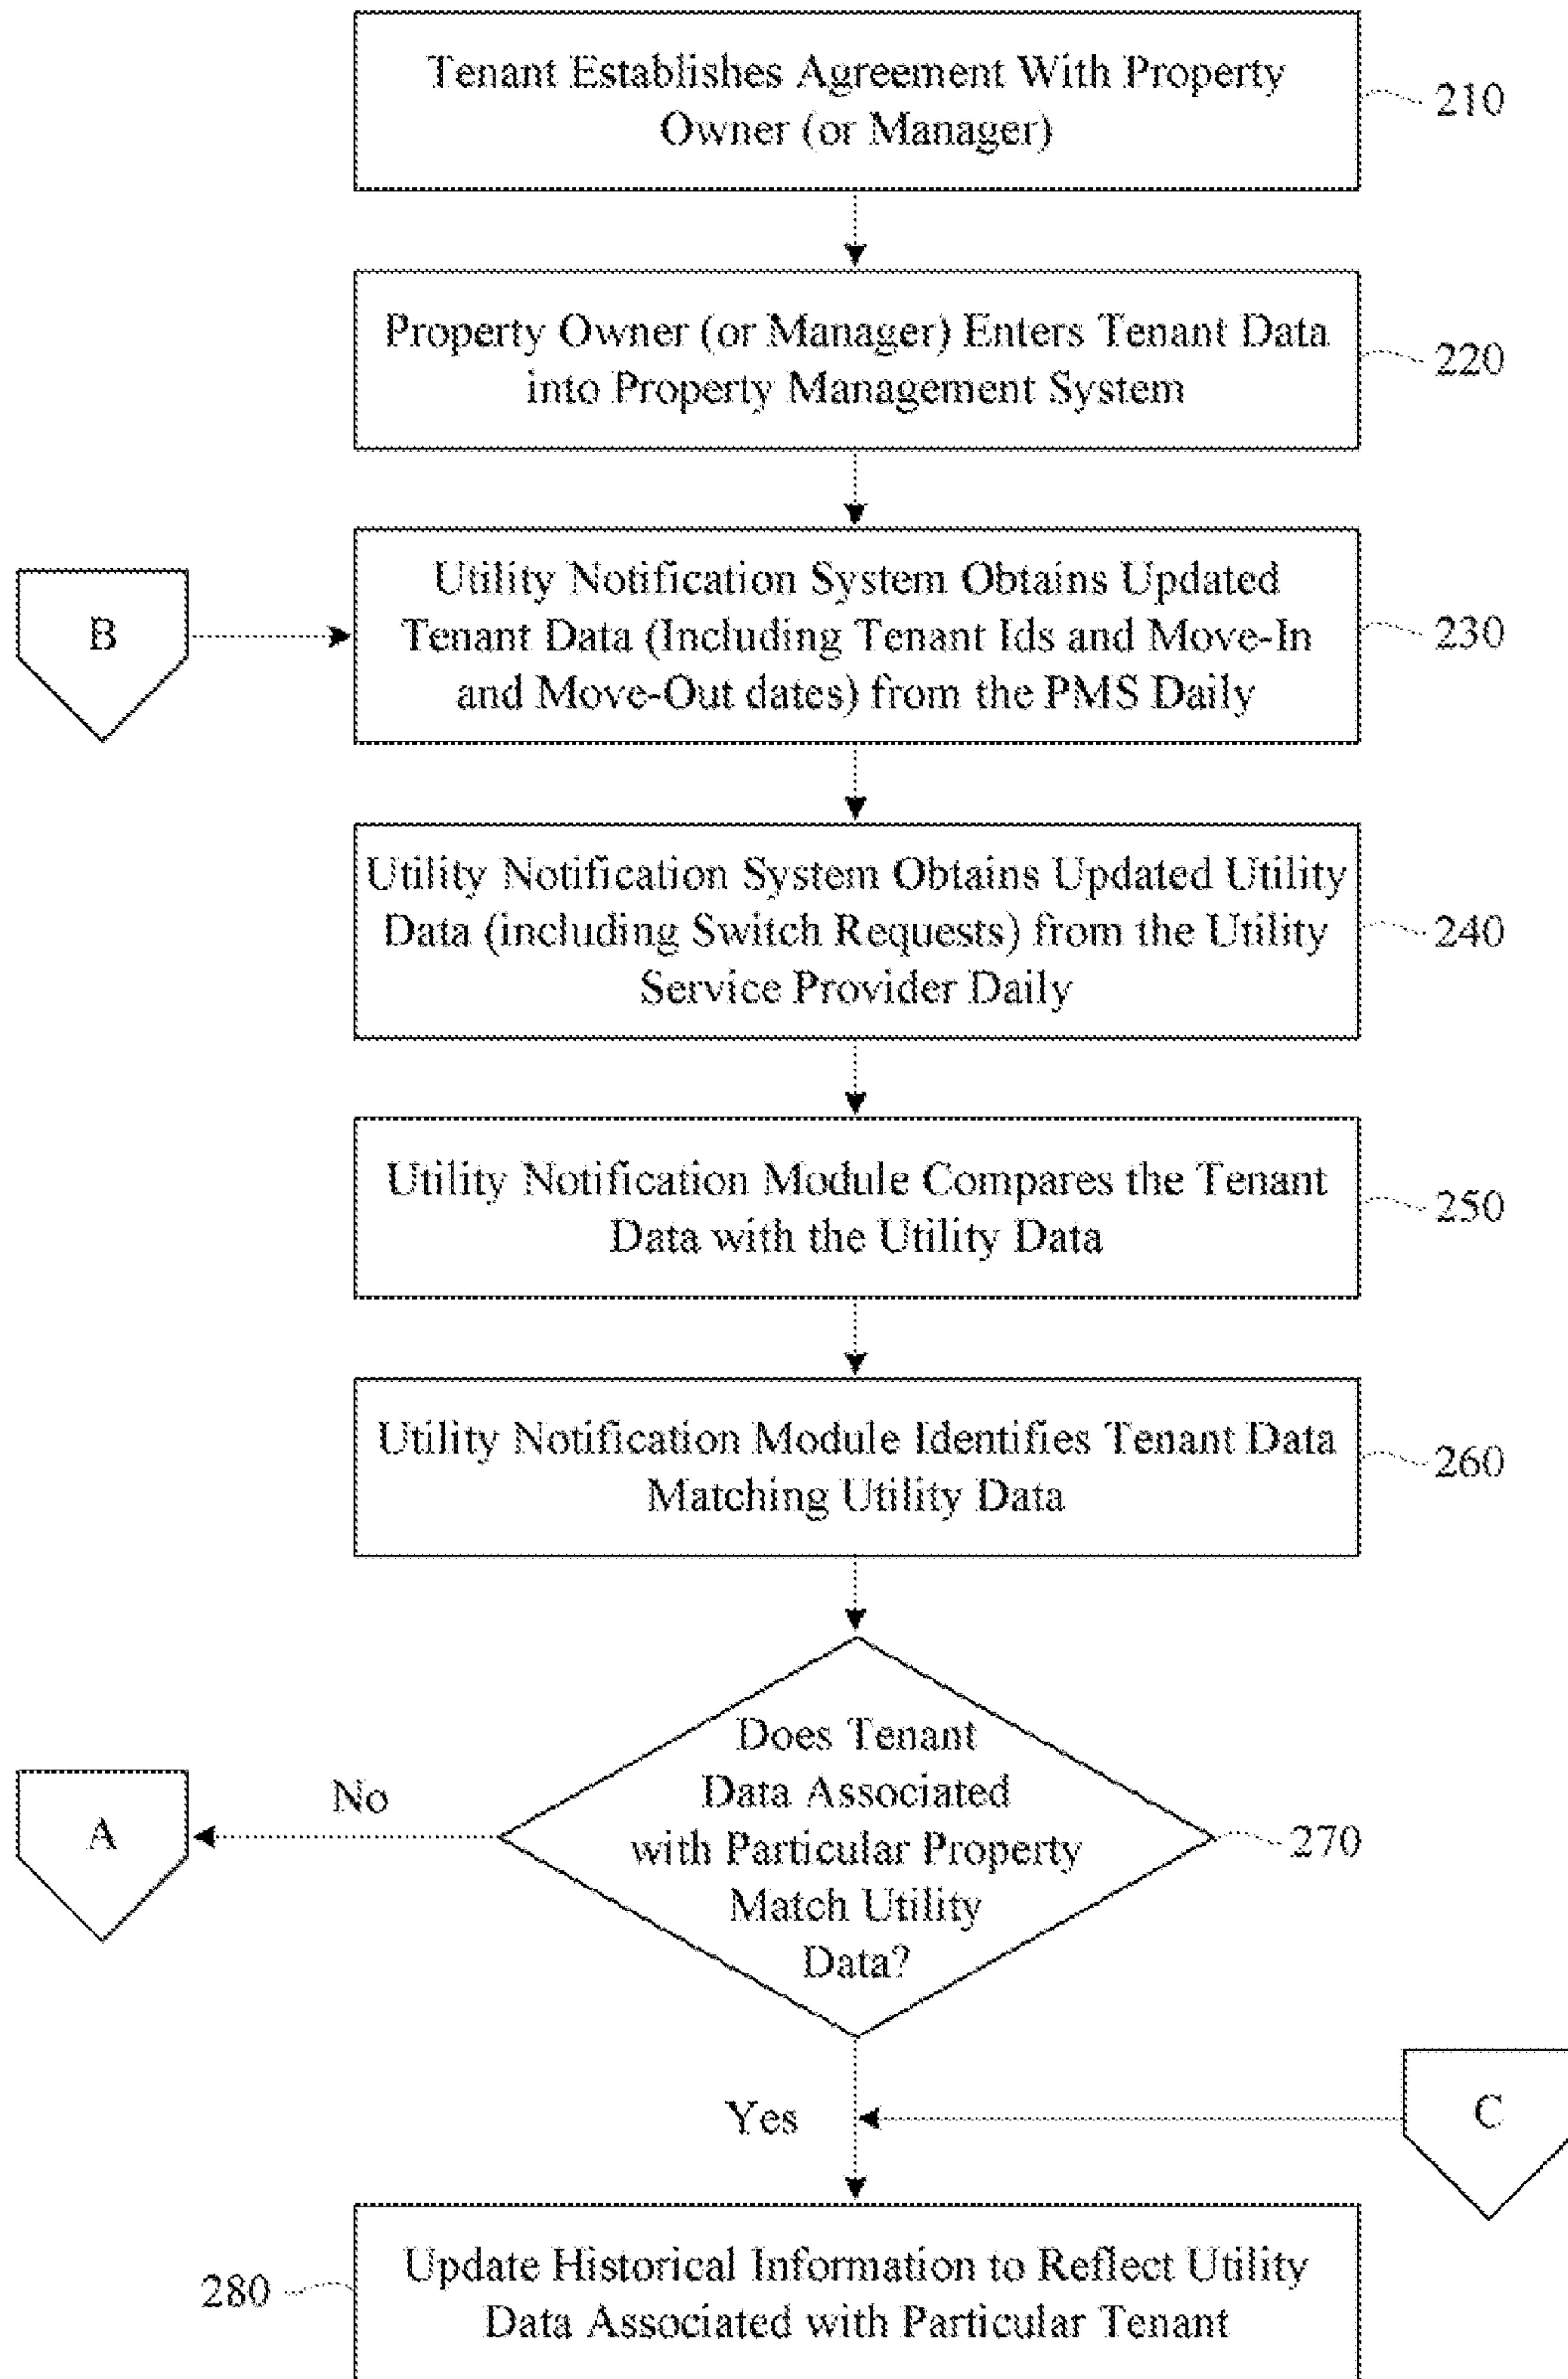 Tenant Establishes Agreement With Property
Owner (or Manager)
210
Property Owner (or Manager) Enters Tenant Data
into Property Management System
220
B
Utility Notification System Obtains Updated
Tenant Data (Including Tenant Ids and Move-In
and Move-Out dates) from the PMS Daily
230
Utility Notification System Obtains Updated Utility
Data (including Switch Requests) from the Utility
Service Provider Daily
240
Utility Notification Module Compares the Tenant
Data with the Utility Data
250
Utility Notification Module Identifies Tenant Data
Matching Utility Data
260
Does Tenant
Data Associated
with Particular Property
Match Utility
Data?
270
No
A
Yes
C
280
Update Historical Information to Reflect Utility
Data Associated with Particular Tenant